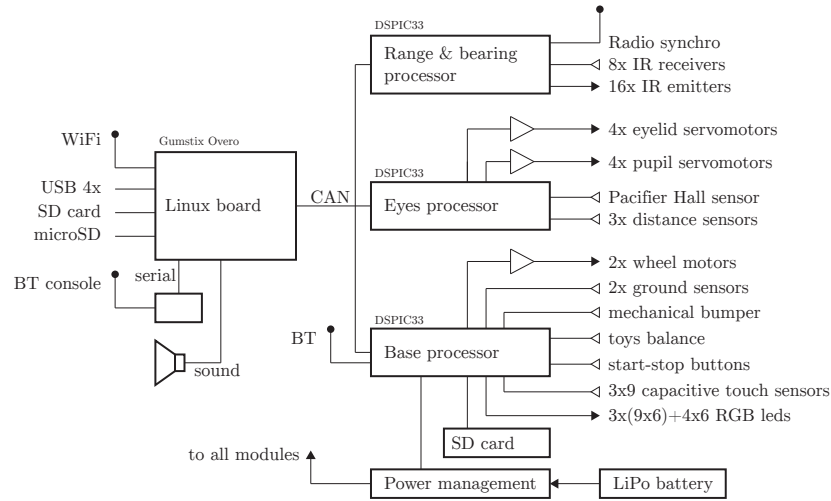 DSPIC33
Range & bearing
processor
Radio synchro
8x IR receivers
16x IR emitters
WiFi
Gumstix Overo
USB 4x
SD card
microSD
Linux board
CAN
DSPIC33
Eyes processor
4x eyelid servomotors
4x pupil servomotors
Pacifier Hall sensor
3x distance sensors
BT console
serial
sound
BT
DSPIC33
Base processor
2x wheel motors
2x ground sensors
mechanical bumper
toys balance
start-stop buttons
3x9 capacitive touch sensors
3x(9x6)+4x6 RGB leds
SD card
to all modules
Power management
LiPo battery